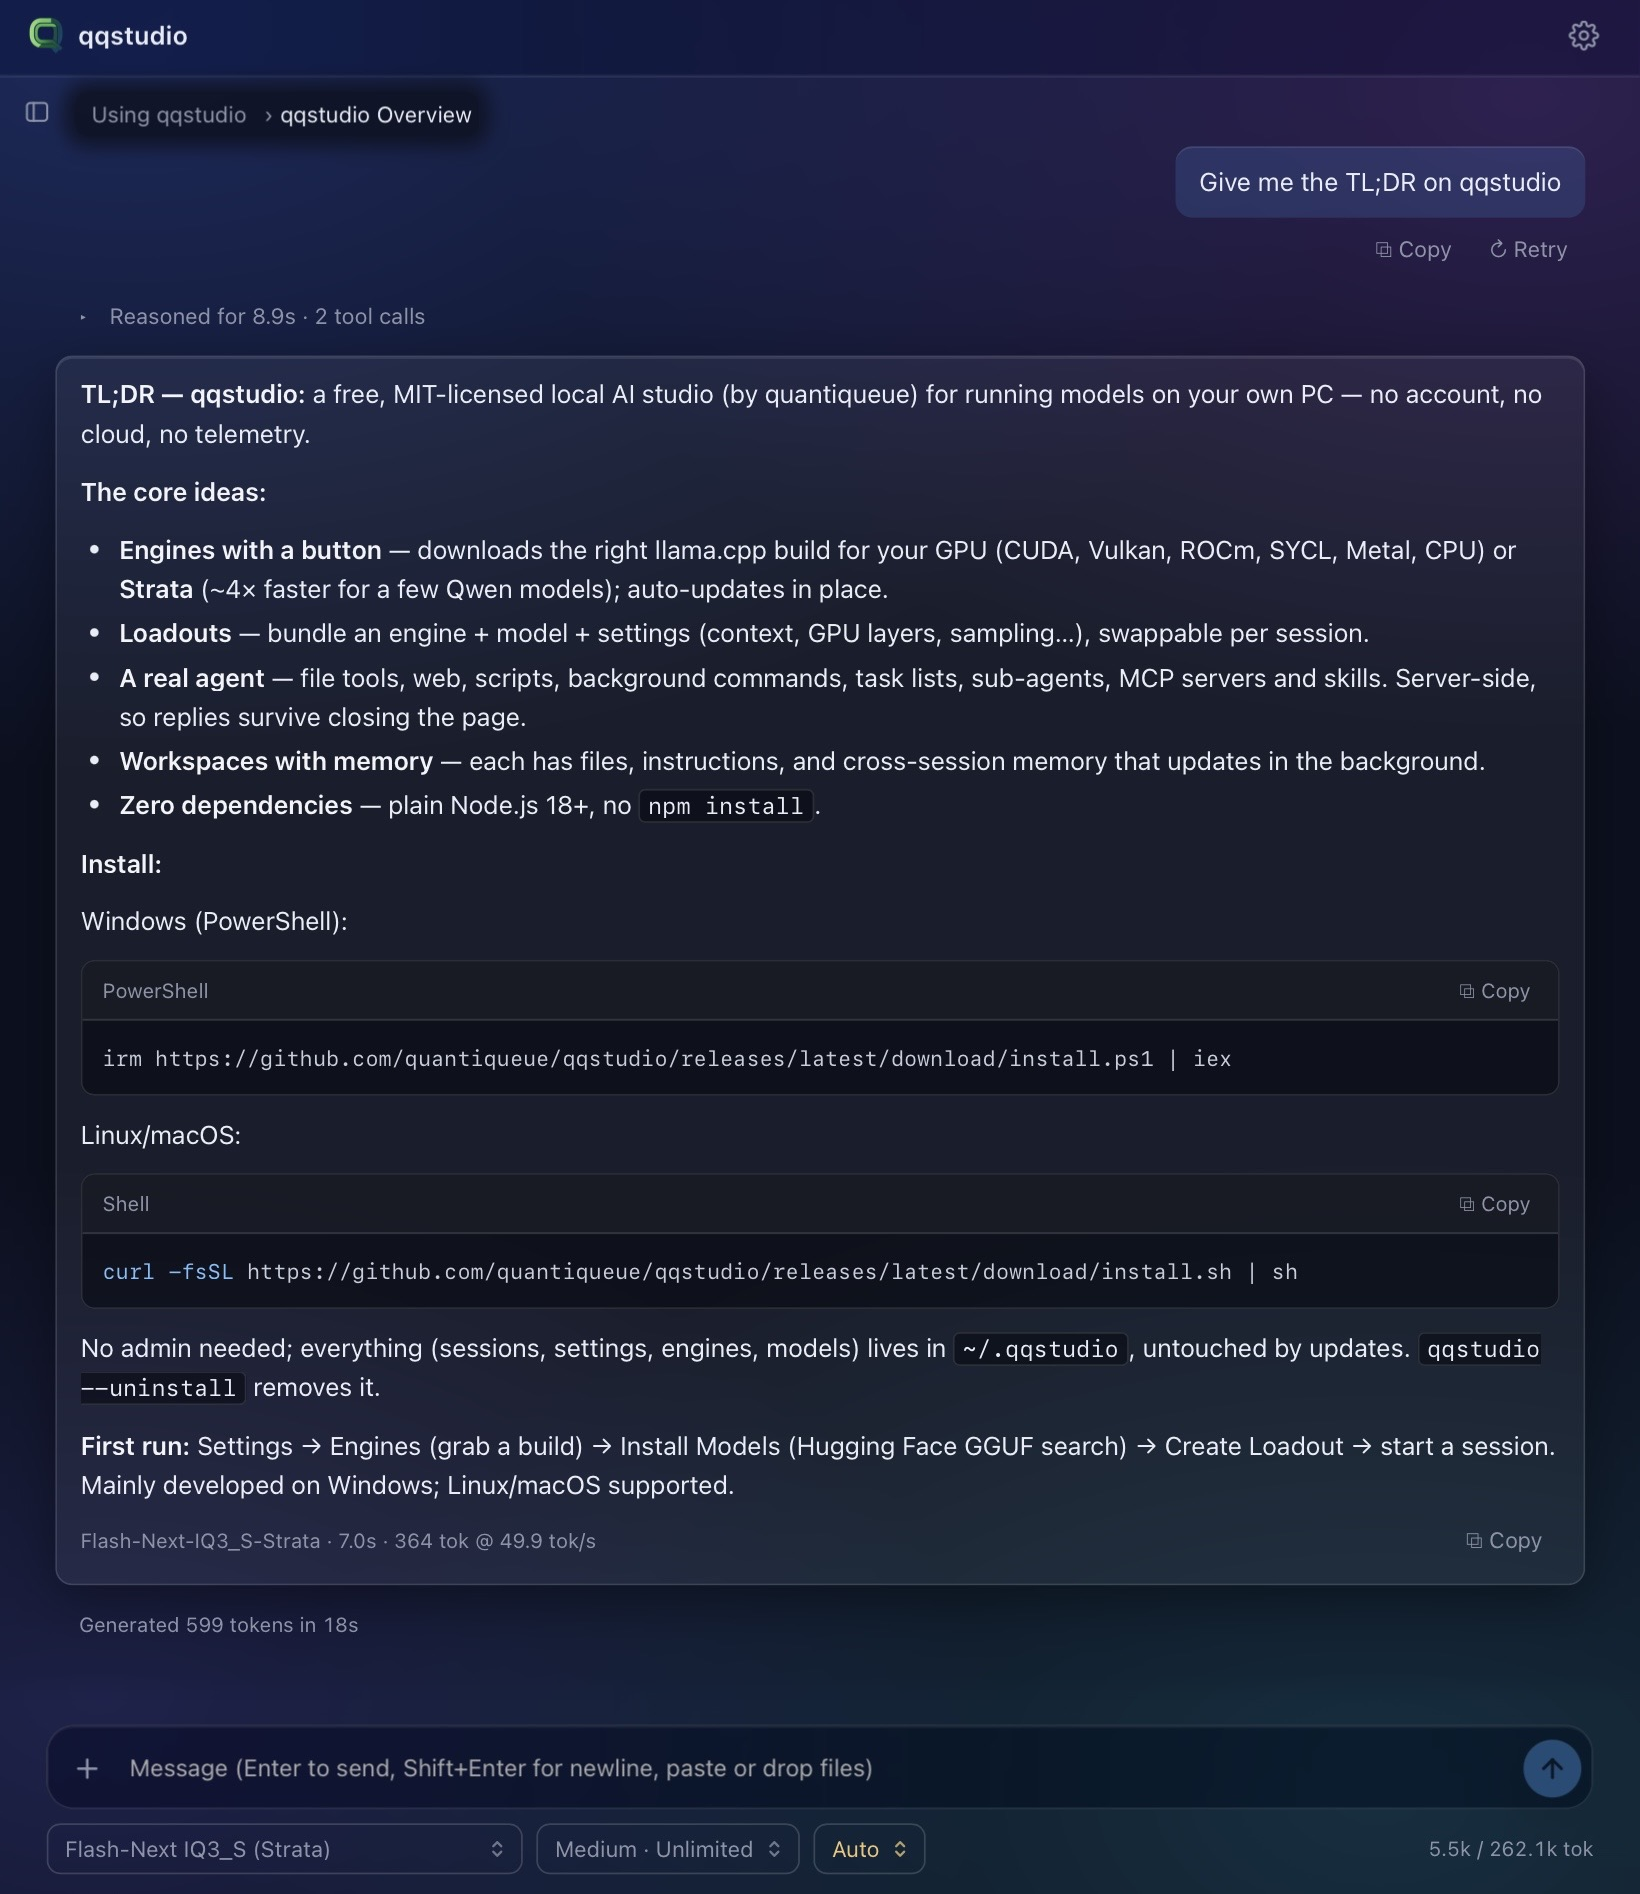 qqstudio
Using qqstudio › qqstudio Overview
Give me the TL;DR on qqstudio
Copy Retry
Reasoned for 8.9s · 2 tool calls
TL;DR — qqstudio: a free, MIT-licensed local AI studio (by quantiqueue) for running models on your own PC — no account, no
cloud, no telemetry.
The core ideas:
• Engines with a button — downloads the right llama.cpp build for your GPU (CUDA, Vulkan, ROCm, SYCL, Metal, CPU) or
Strata (~4× faster for a few Qwen models); auto-updates in place.
• Loadouts — bundle an engine + model + settings (context, GPU layers, sampling…), swappable per session.
• A real agent — file tools, web, scripts, background commands, task lists, sub-agents, MCP servers and skills. Server-side,
so replies survive closing the page.
• Workspaces with memory — each has files, instructions, and cross-session memory that updates in the background.
• Zero dependencies — plain Node.js 18+, no npm install.
Install:
Windows (PowerShell):
PowerShell Copy
irm https://github.com/quantiqueue/qqstudio/releases/latest/download/install.ps1 | iex
Linux/macOS:
Shell Copy
curl -fsSL https://github.com/quantiqueue/qqstudio/releases/latest/download/install.sh | sh
No admin needed; everything (sessions, settings, engines, models) lives in ~/.qqstudio, untouched by updates. qqstudio
--uninstall removes it.
First run: Settings → Engines (grab a build) → Install Models (Hugging Face GGUF search) → Create Loadout → start a session.
Mainly developed on Windows; Linux/macOS supported.
Flash-Next-IQ3_S-Strata · 7.0s · 364 tok @ 49.9 tok/s Copy
Generated 599 tokens in 18s
Message (Enter to send, Shift+Enter for newline, paste or drop files)
Flash-Next IQ3_S (Strata) Medium · Unlimited Auto 5.5k / 262.1k tok